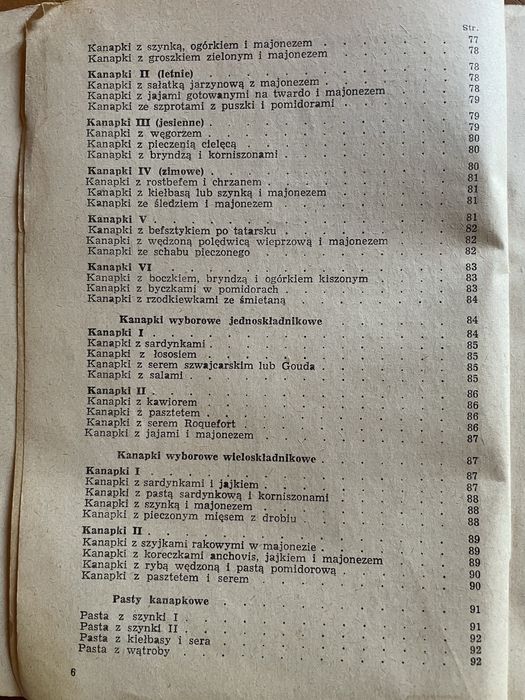 Str.
Kanapki z szynką, ogórkiem i majonezem . . . . . . . 77
Kanapki z groszkiem zielonym i majonezem . . . . . . . 78
Kanapki II (letnie) . . . . . . . 78
Kanapki z sałatką jarzynową z majonezem . . . . . . . 78
Kanapki z jajami gotowanymi na twardo i majonezem . . . . . 78
Kanapki ze szprotami z puszki i pomidorami . . . . . . 79
Kanapki III (jesienne) . . . . . . . 79
Kanapki z węgorzem . . . . . . . 79
Kanapki z pieczenią cielęcą . . . . . . . 80
Kanapki z bryndzą i korniszonami . . . . . . . 80
Kanapki IV (zimowe) . . . . . . . 80
Kanapki z rostbefem i chrzanem . . . . . . . 81
Kanapki z kiełbasą lub szynką i majonezem . . . . . . 81
Kanapki ze śledziem i majonezem . . . . . . . 81
Kanapki V . . . . . . . 81
Kanapki z befsztykiem po tatarsku . . . . . . . 82
Kanapki z wędzoną polędwicą wieprzową i majonezem . . . . . 82
Kanapki ze schabu pieczonego . . . . . . . 82
Kanapki VI . . . . . . . 83
Kanapki z boczkiem, bryndzą i ogórkiem kiszonym . . . . . 83
Kanapki z byczkami w pomidorach . . . . . . . 83
Kanapki z rzodkiewkami ze śmietaną . . . . . . . 84
Kanapki wyborowe jednoskładnikowe . . . . . . 84
Kanapki I . . . . . . . 84
Kanapki z sardynkami . . . . . . . 85
Kanapki z łososiem . . . . . . . 85
Kanapki z serem szwajcarskim lub Gouda . . . . . . 85
Kanapki z salami . . . . . . . 85
Kanapki II . . . . . . . 86
Kanapki z kawiorem . . . . . . . 86
Kanapki z pasztetem . . . . . . . 86
Kanapki z serem Roquefort . . . . . . . 86
Kanapki z jajami i majonezem . . . . . . . 87
Kanapki wyborowe wieloskładnikowe . . . . . . 87
Kanapki I . . . . . . . 87
Kanapki z sardynkami i jajkiem . . . . . . . 87
Kanapki z pastą sardynkową i korniszonami . . . . . . 88
Kanapki z szynką i majonezem . . . . . . . 88
Kanapki z pieczonym mięsem z drobiu . . . . . . 88
Kanapki II . . . . . . . 89
Kanapki z szyjkami rakowymi w majonezie . . . . . . 89
Kanapki z koreczkami anchovis, jajkiem i majonezem . . . . . 89
Kanapki z rybą wędzoną i pastą pomidorową . . . . . . 90
Kanapki z pasztetem i serem . . . . . . . 90
Pasty kanapkowe . . . . . . . 91
Pasta z szynki I . . . . . . . 91
Pasta z szynki II . . . . . . . 92
Pasta z kiełbasy i sera . . . . . . . 92
Pasta z wątroby . . . . . . . 92
6